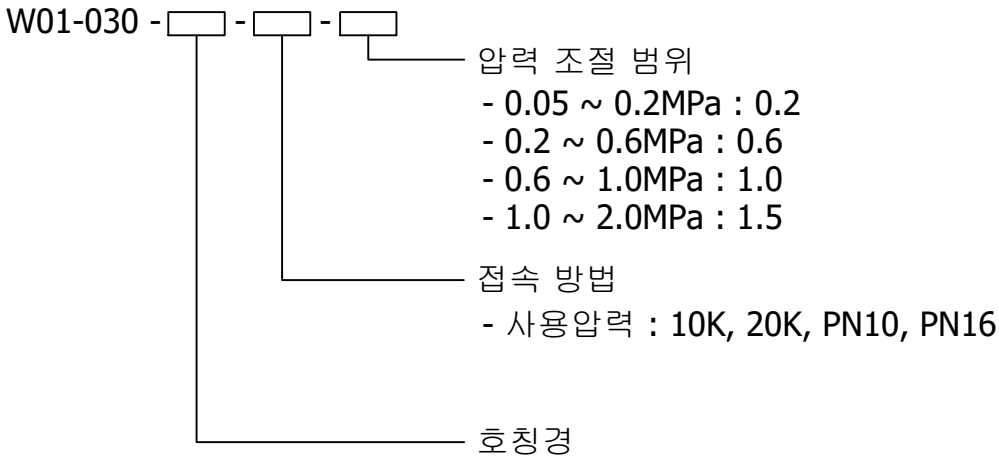 W01-030 - - -
압력 조절 범위
- 0.05 ~ 0.2MPa : 0.2
- 0.2 ~ 0.6MPa : 0.6
- 0.6 ~ 1.0MPa : 1.0
- 1.0 ~ 2.0MPa : 1.5
접속 방법
- 사용압력 : 10K, 20K, PN10, PN16
호칭경